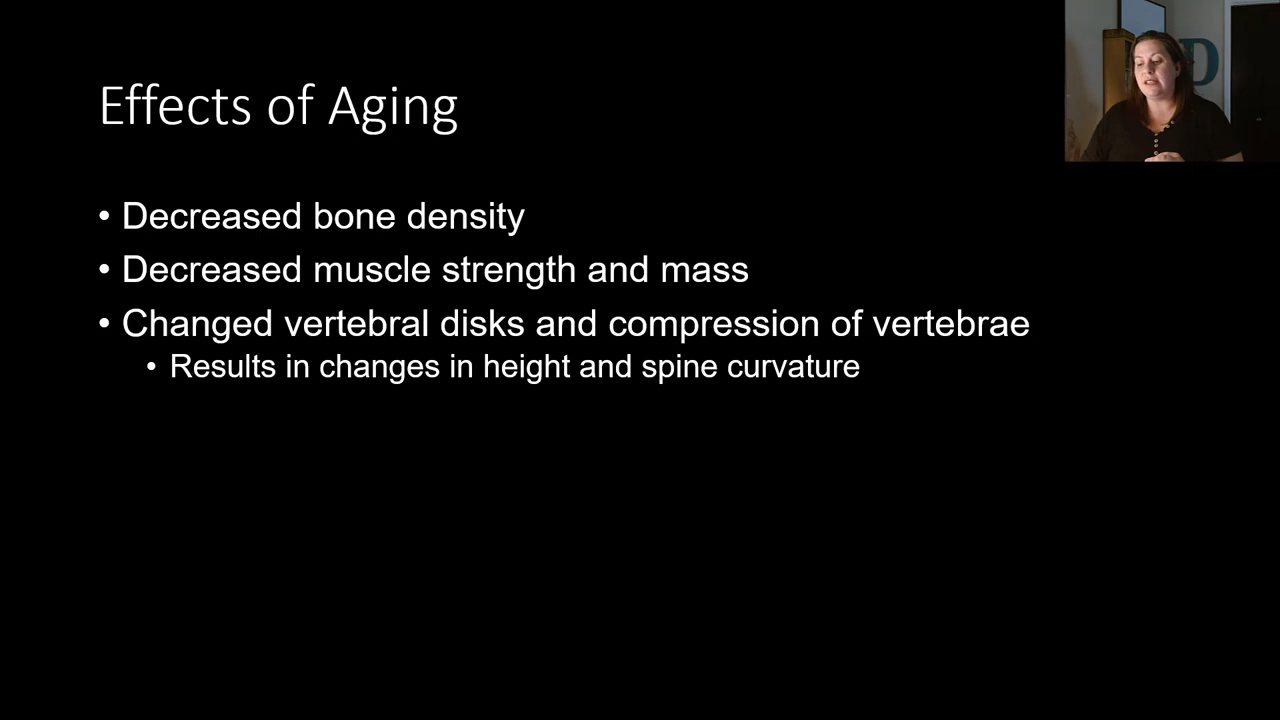 Effects of Aging
• Decreased bone density
• Decreased muscle strength and mass
• Changed vertebral disks and compression of vertebrae
• Results in changes in height and spine curvature
D